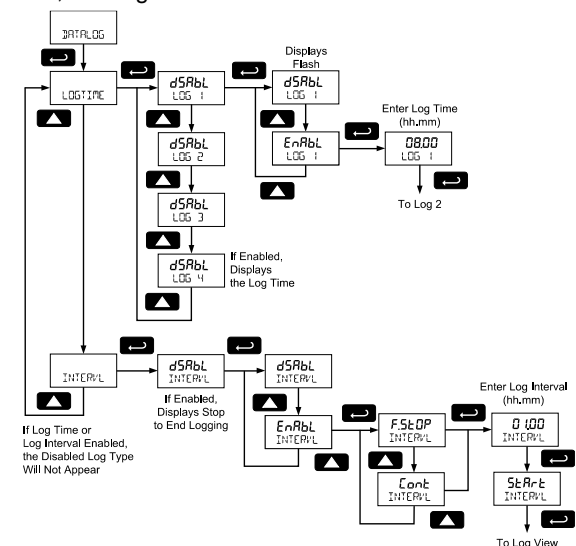 DATALOG
LOGTIME
dSAbL
LOG 1
dSAbL
LOG 2
dSAbL
LOG 3
dSAbL
LOG 4
If Enabled,
Displays
the Log Time
Displays
Flash
dSAbL
LOG 1
EnAbL
LOG 1
Enter Log Time
(hh.mm)
08.00
LOG 1
To Log 2
INTERVL
If Log Time or
Log Interval Enabled,
the Disabled Log Type
Will Not Appear
dSAbL
INTERVL
If Enabled,
Displays Stop
to End Logging
dSAbL
INTERVL
EnAbL
INTERVL
F.StOP
INTERVL
Cont
INTERVL
Enter Log Interval
(hh.mm)
01.00
INTERVL
StArt
INTERVL
To Log View